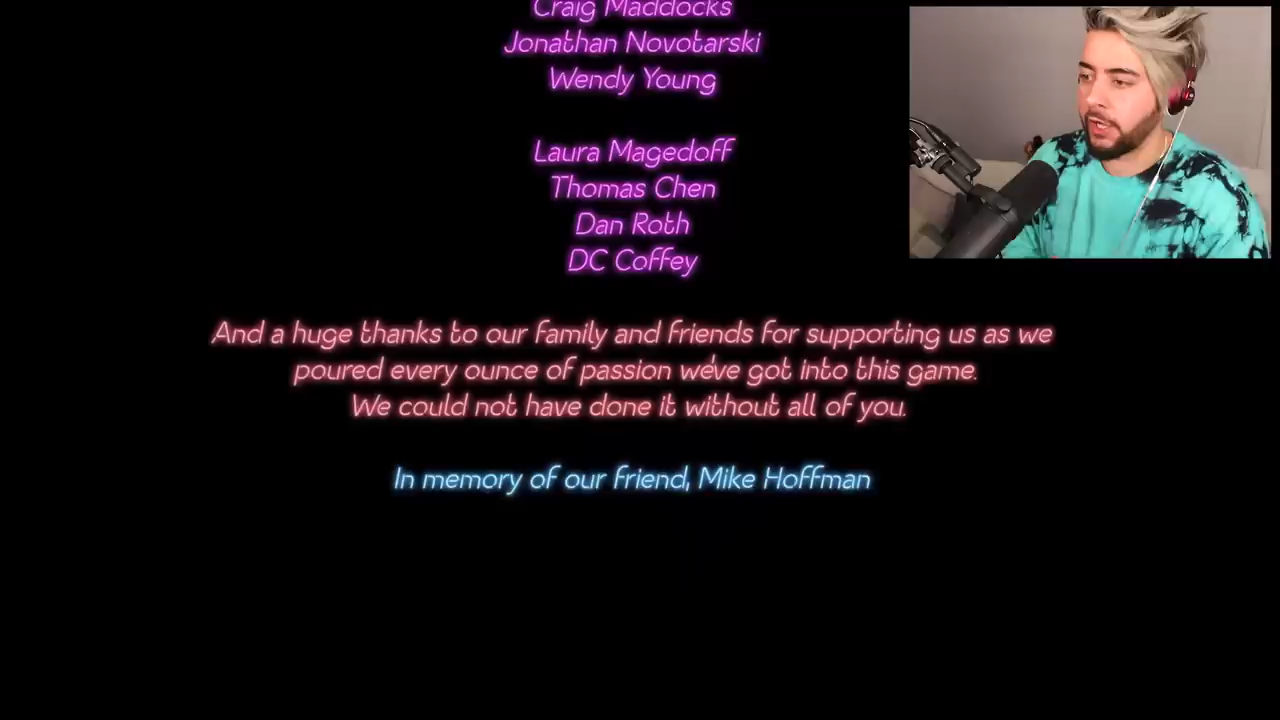 Craig Maddocks
Jonathan Novotarski
Wendy Young
Laura Magedoff
Thomas Chen
Dan Roth
DC Coffey
And a huge thanks to our family and friends for supporting us as we
poured every ounce of passion we've got into this game.
We could not have done it without all of you.
In memory of our friend, Mike Hoffman